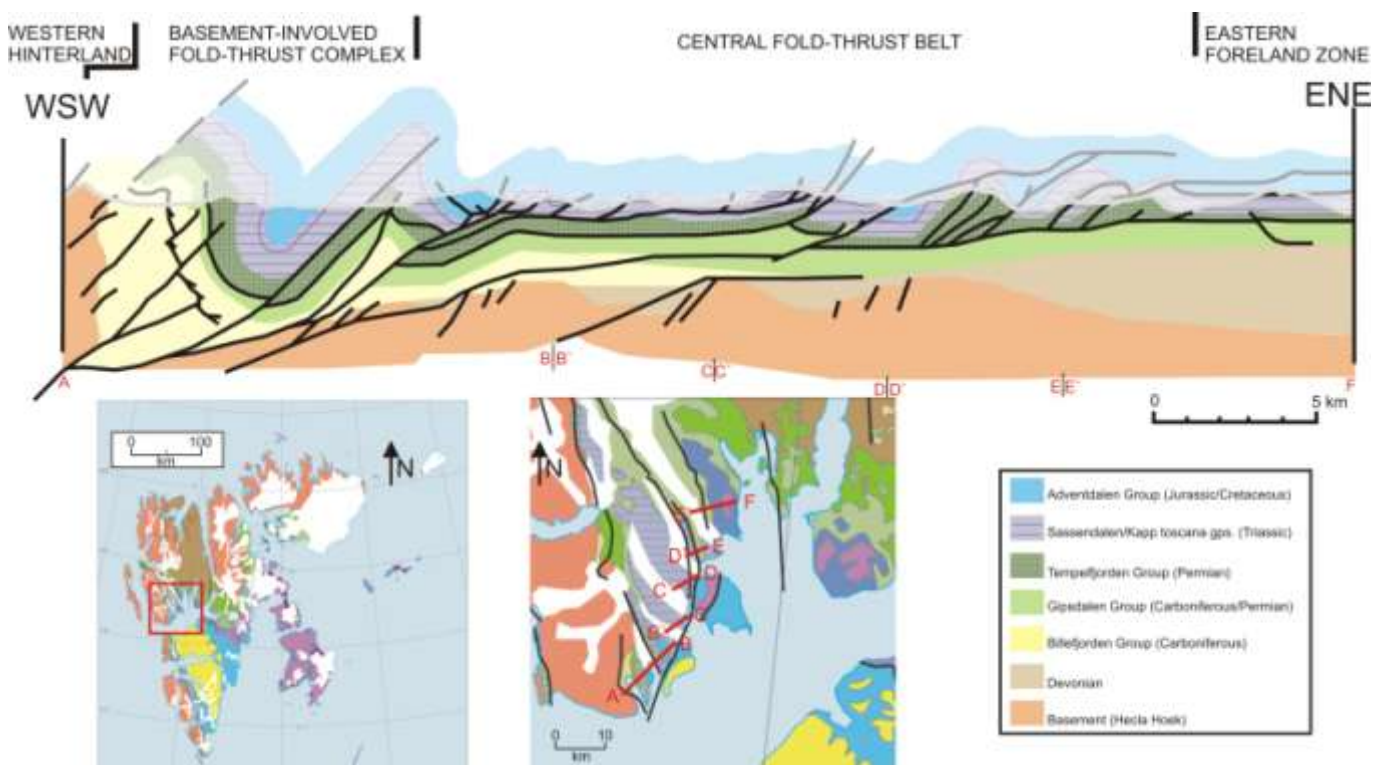 WESTERN
HINTERLAND
BASEMENT-INVOLVED
FOLD-THRUST COMPLEX
CENTRAL FOLD-THRUST BELT
EASTERN
FORELAND ZONE
WSW
ENE
A
B B'
C C'
D D'
E E'
F
0 5 km
0 100
km
N
N
F
D E
C D
C
B B
A
0 10
km
Adventdalen Group (Jurassic/Cretaceous)
Sassendalen/Kapp toscana gps. (Triassic)
Tempelfjorden Group (Permian)
Gipsdalen Group (Carboniferous/Permian)
Billefjorden Group (Carboniferous)
Devonian
Basement (Hecla Hoek)